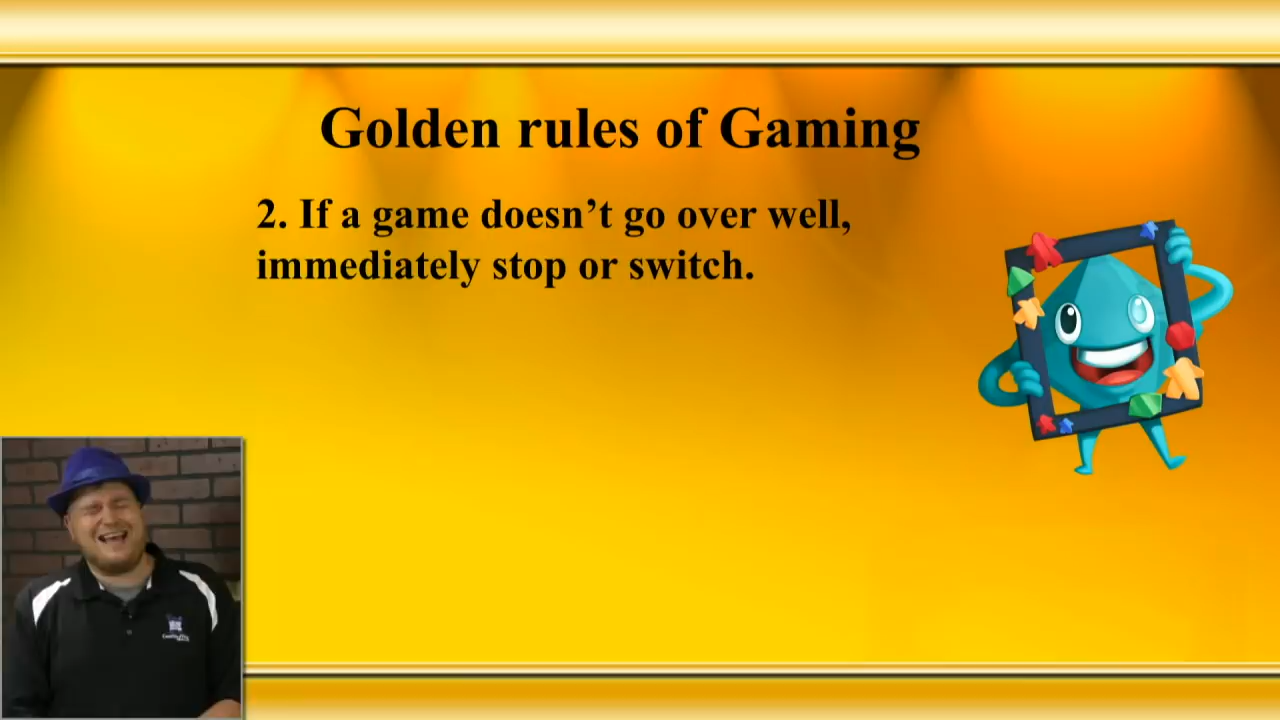 Golden rules of Gaming
2. If a game doesn’t go over well,
immediately stop or switch.